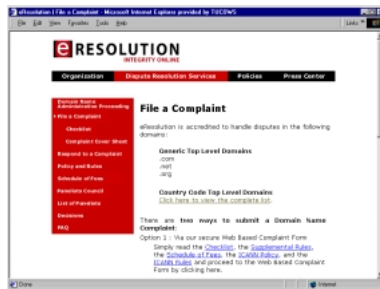 eResolution | File a Complaint - Microsoft Internet Explorer provided by TUCOWS
File Edit View Favorites Tools Help
Links
eRESOLUTION
INTEGRITY ONLINE
Organization Dispute Resolution Services Policies Press Center
Domain Name
Administrative Proceeding
File a Complaint
Checklist
Complaint Cover Sheet
Respond to a Complaint
Policy and Rules
Schedule of Fees
Panelists Council
List of Panelists
Decisions
FAQ
File a Complaint
eResolution is accredited to handle disputes in the following
domains:
Generic Top Level Domains
.com
.net
.org
Country Code Top Level Domains
Click here to view the complete list.
There are two ways to submit a Domain Name
Complaint:
Option 1 : Via our secure Web Based Complaint Form
Simply read the Checklist, the Supplemental Rules,
the Schedule of Fees, the ICANN Policy, and the
ICANN Rules and proceed to the Web Based Complaint
Form by clicking here.
Done Internet